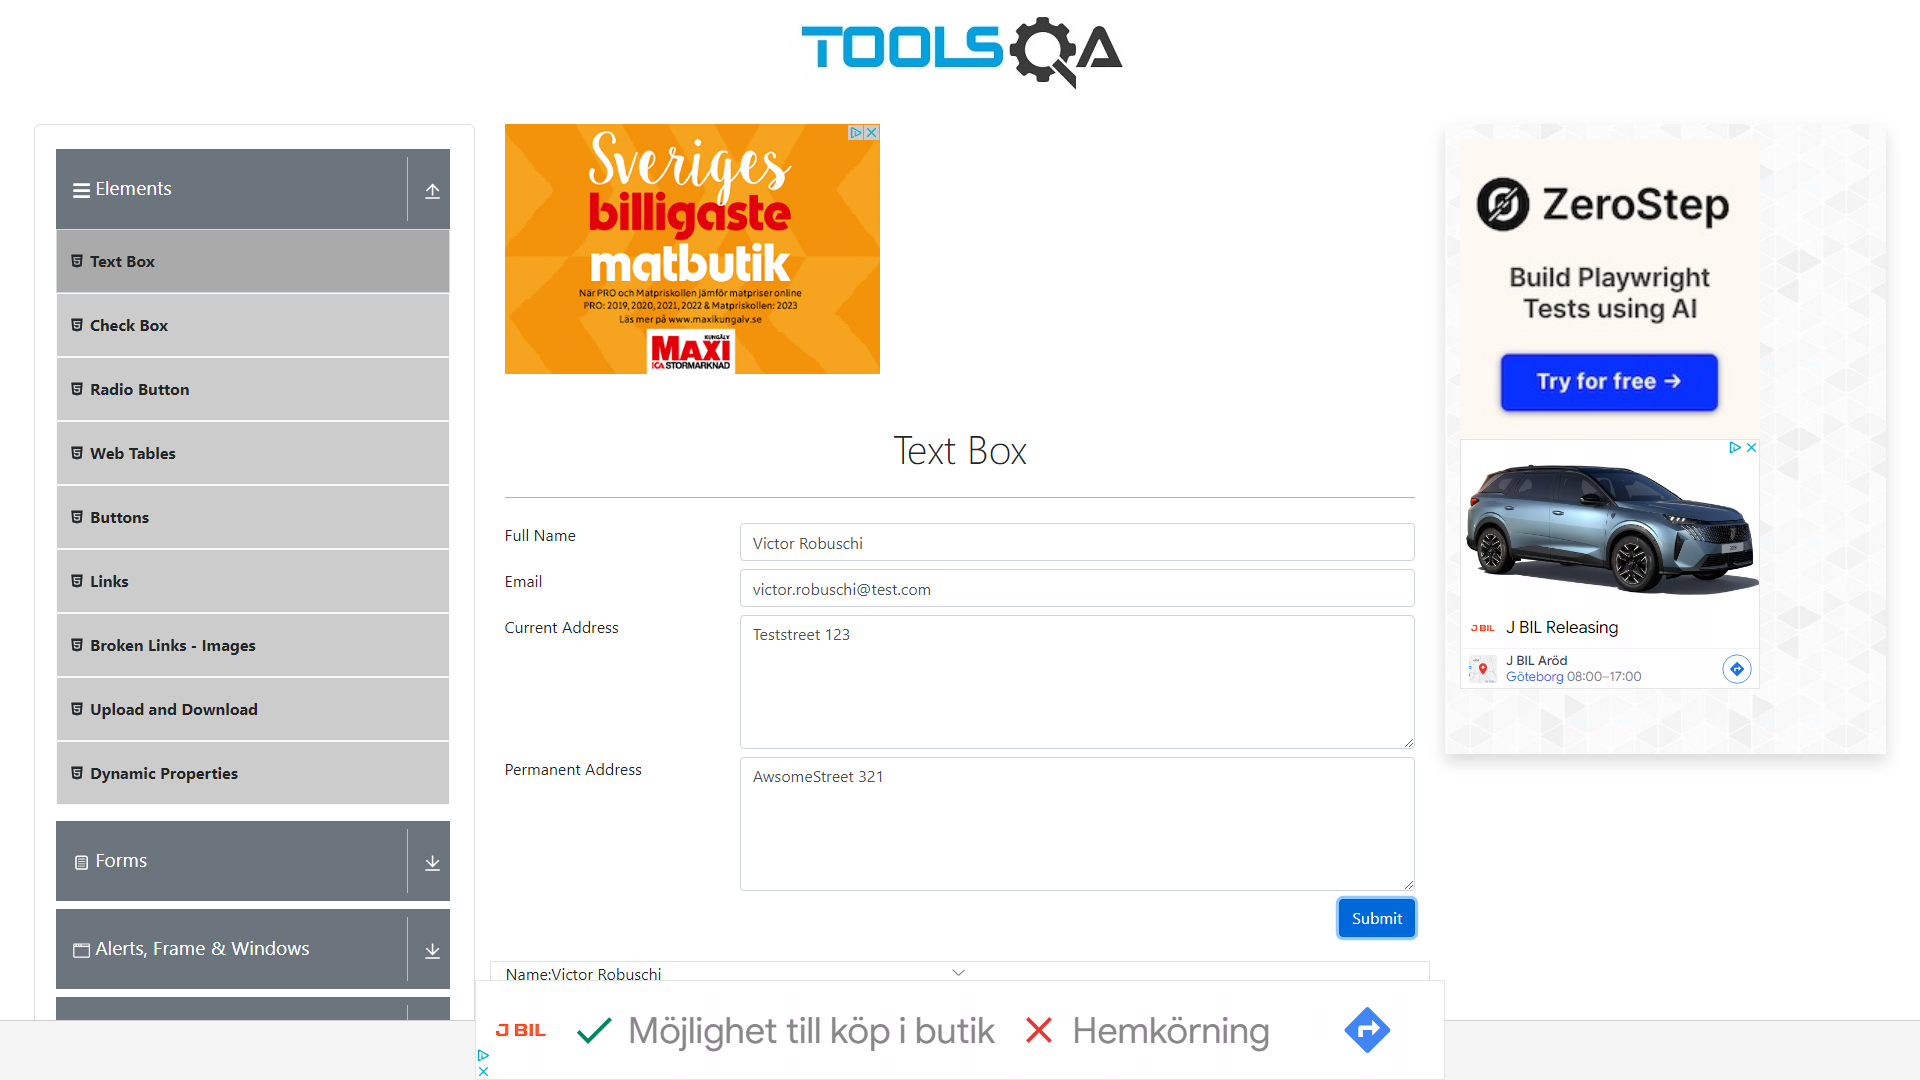 TOOLSQA
Elements
Text Box
Check Box
Radio Button
Web Tables
Buttons
Links
Broken Links - Images
Upload and Download
Dynamic Properties
Forms
Alerts, Frame & Windows
Sveriges
billigaste
matbutik
När PRO och Matpriskollen jämför matpriser online
PRO: 2019, 2020, 2021, 2022 & Matpriskollen: 2023
Läs mer på www.maxikungalv.se
KUNGÄLV
MAXI
ICA STORMARKNAD
Text Box
Full Name
Victor Robuschi
Email
victor.robuschi@test.com
Current Address
Teststreet 123
Permanent Address
AwsomeStreet 321
Submit
Name:Victor Robuschi
ZeroStep
Build Playwright
Tests using AI
Try for free →
J BIL
J BIL Releasing
J BIL Aröd
Göteborg 08:00–17:00
J BIL
Möjlighet till köp i butik
Hemkörning